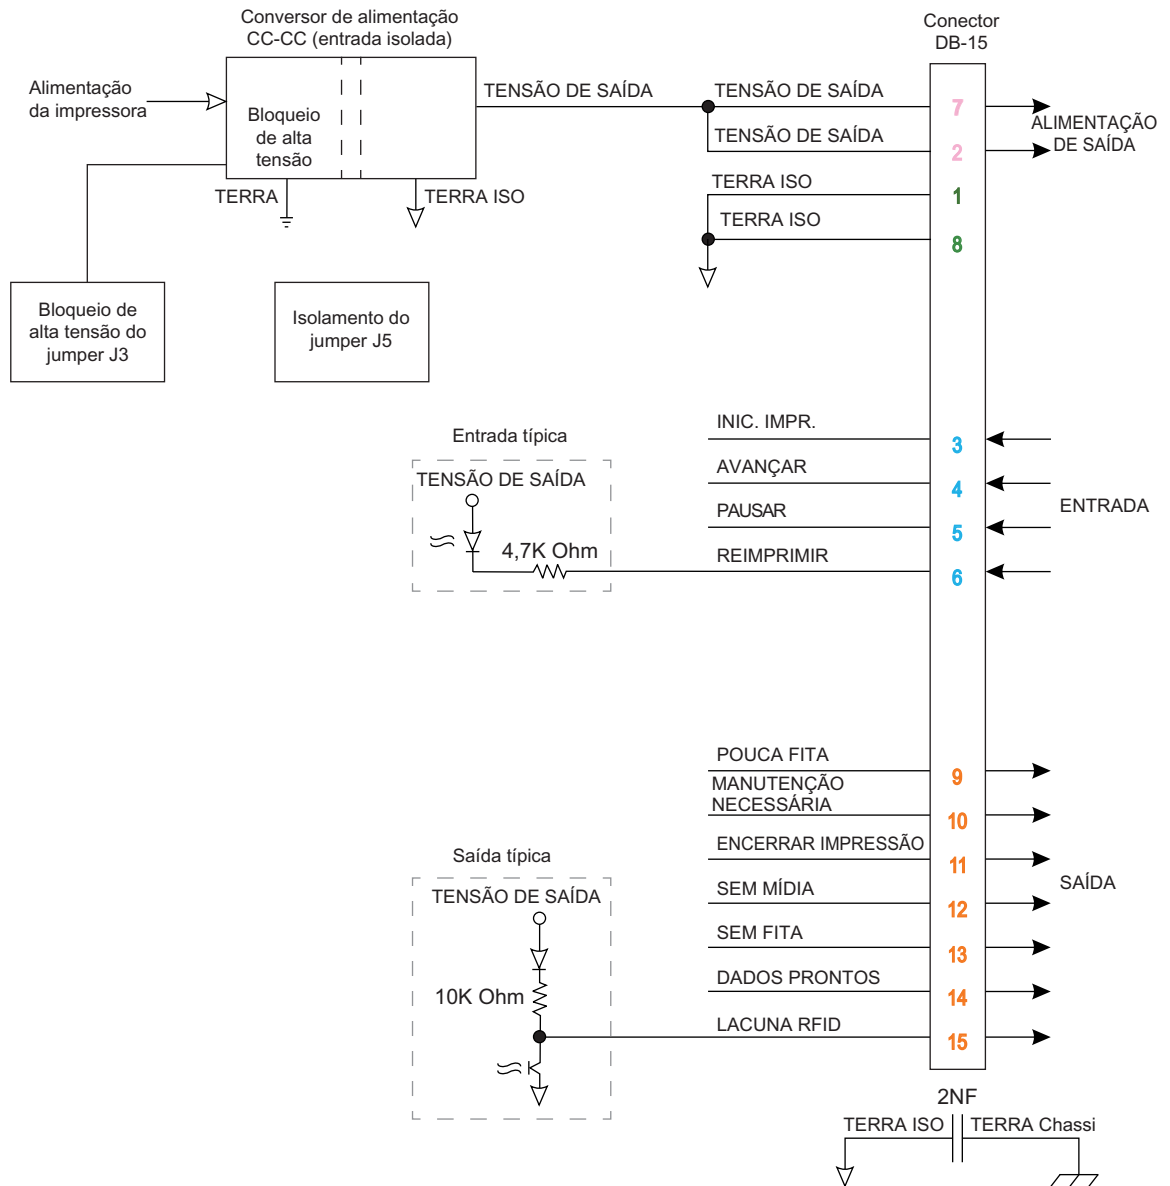 Conversor de alimentação
CC-CC (entrada isolada)
Conector
DB-15
Alimentação
da impressora
Bloqueio
de alta
tensão
TENSÃO DE SAÍDA
TENSÃO DE SAÍDA
7
ALIMENTAÇÃO
DE SAÍDA
TENSÃO DE SAÍDA
2
TERRA
TERRA ISO
TERRA ISO
1
TERRA ISO
8
Bloqueio de
alta tensão do
jumper J3
Isolamento do
jumper J5
INIC. IMPR.
3
Entrada típica
AVANÇAR
4
TENSÃO DE SAÍDA
PAUSAR
5
ENTRADA
4,7K Ohm
REIMPRIMIR
6
POUCA FITA
9
MANUTENÇÃO
NECESSÁRIA
10
ENCERRAR IMPRESSÃO
11
Saída típica
SEM MÍDIA
12
SAÍDA
TENSÃO DE SAÍDA
SEM FITA
13
10K Ohm
DADOS PRONTOS
14
LACUNA RFID
15
2NF
TERRA ISO
TERRA Chassi